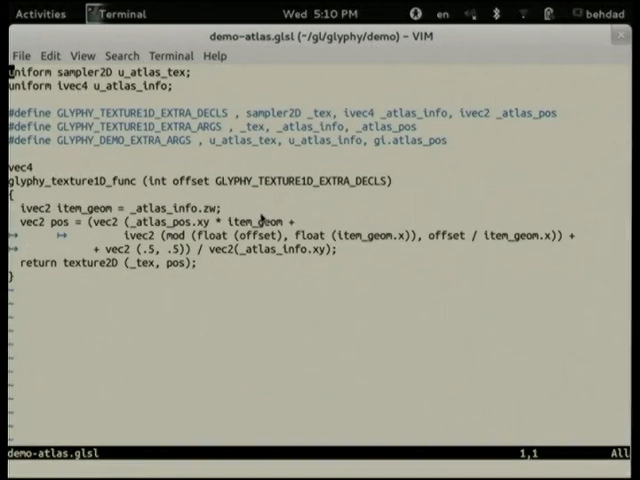 Activities Terminal Wed 5:10 PM en behdad
demo-atlas.glsl (~/gl/glyphy/demo) - VIM
File Edit View Search Terminal Help
uniform sampler2D u_atlas_tex;
uniform ivec4 u_atlas_info;
#define GLYPHY_TEXTURE1D_EXTRA_DECLS , sampler2D _tex, ivec4 _atlas_info, ivec2 _atlas_pos
#define GLYPHY_TEXTURE1D_EXTRA_ARGS , _tex, _atlas_info, _atlas_pos
#define GLYPHY_DEMO_EXTRA_ARGS , u_atlas_tex, u_atlas_info, gi.atlas_pos
vec4
glyphy_texture1D_func (int offset GLYPHY_TEXTURE1D_EXTRA_DECLS)
{
ivec2 item_geom = _atlas_info.zw;
vec2 pos = (vec2 (_atlas_pos.xy * item_geom +
ivec2 (mod (float (offset), float (item_geom.x)), offset / item_geom.x)) +
+ vec2 (.5, .5)) / vec2(_atlas_info.xy);
return texture2D (_tex, pos);
}
~
~
~
~
~
~
~
~
~
~
~
~
demo-atlas.glsl 1,1 All